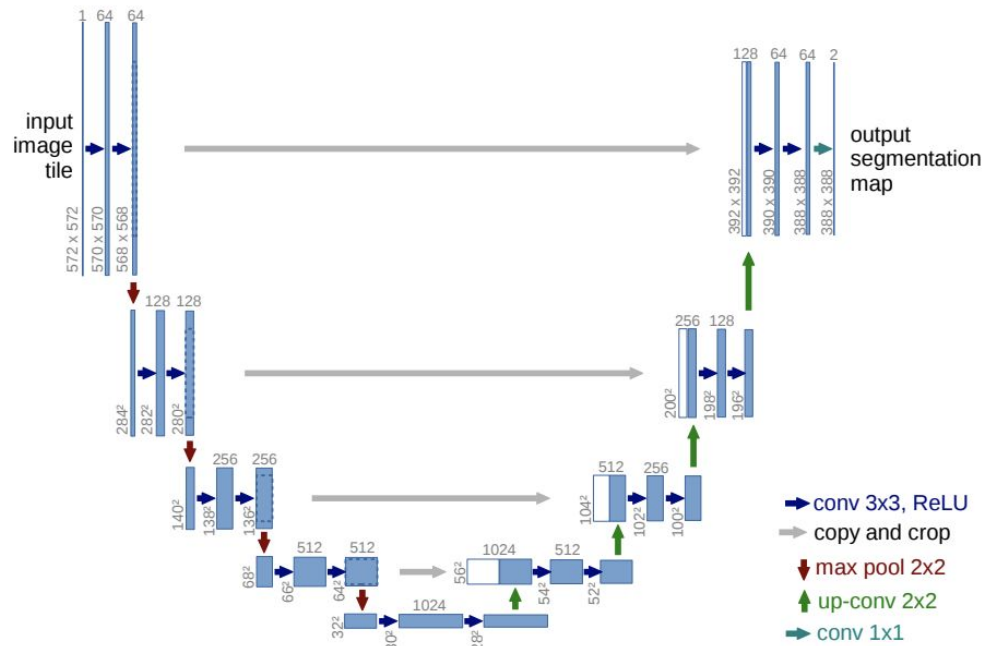 1 64 64
128 64 64 2
input
image
tile
output
segmentation
map
572 x 572
570 x 570
568 x 568
392 x 392
390 x 390
388 x 388
388 x 388
128 128
256 128
284²
282²
280²
200²
198²
196²
256 256
512 256
140²
138²
136²
104²
102²
100²
512 512
1024 512
68²
66²
64²
56²
54²
52²
1024
32²
conv 3x3, ReLU
copy and crop
max pool 2x2
up-conv 2x2
conv 1x1